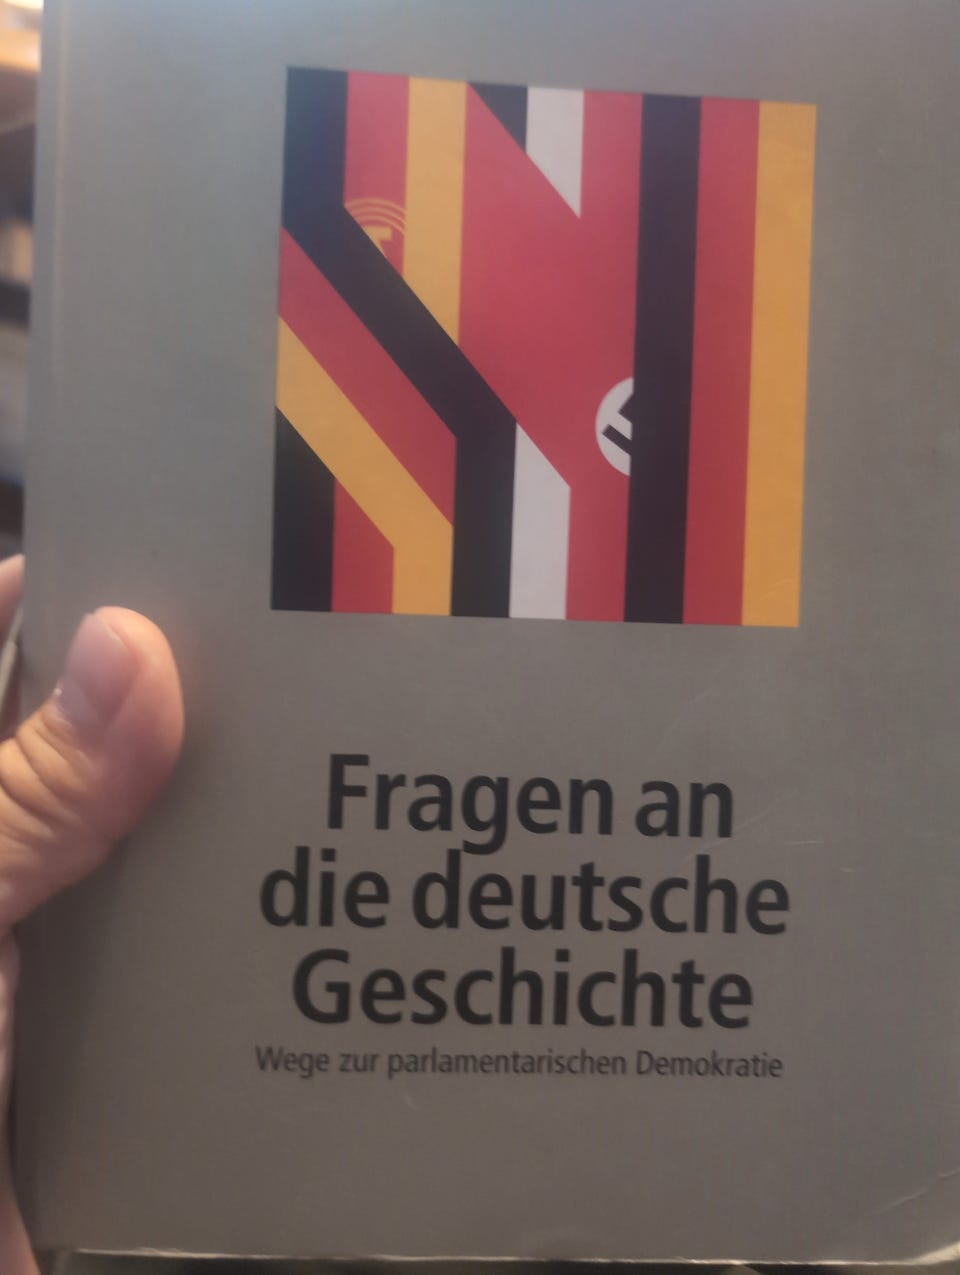 Fragen an
die deutsche
Geschichte
Wege zur parlamentarischen Demokratie